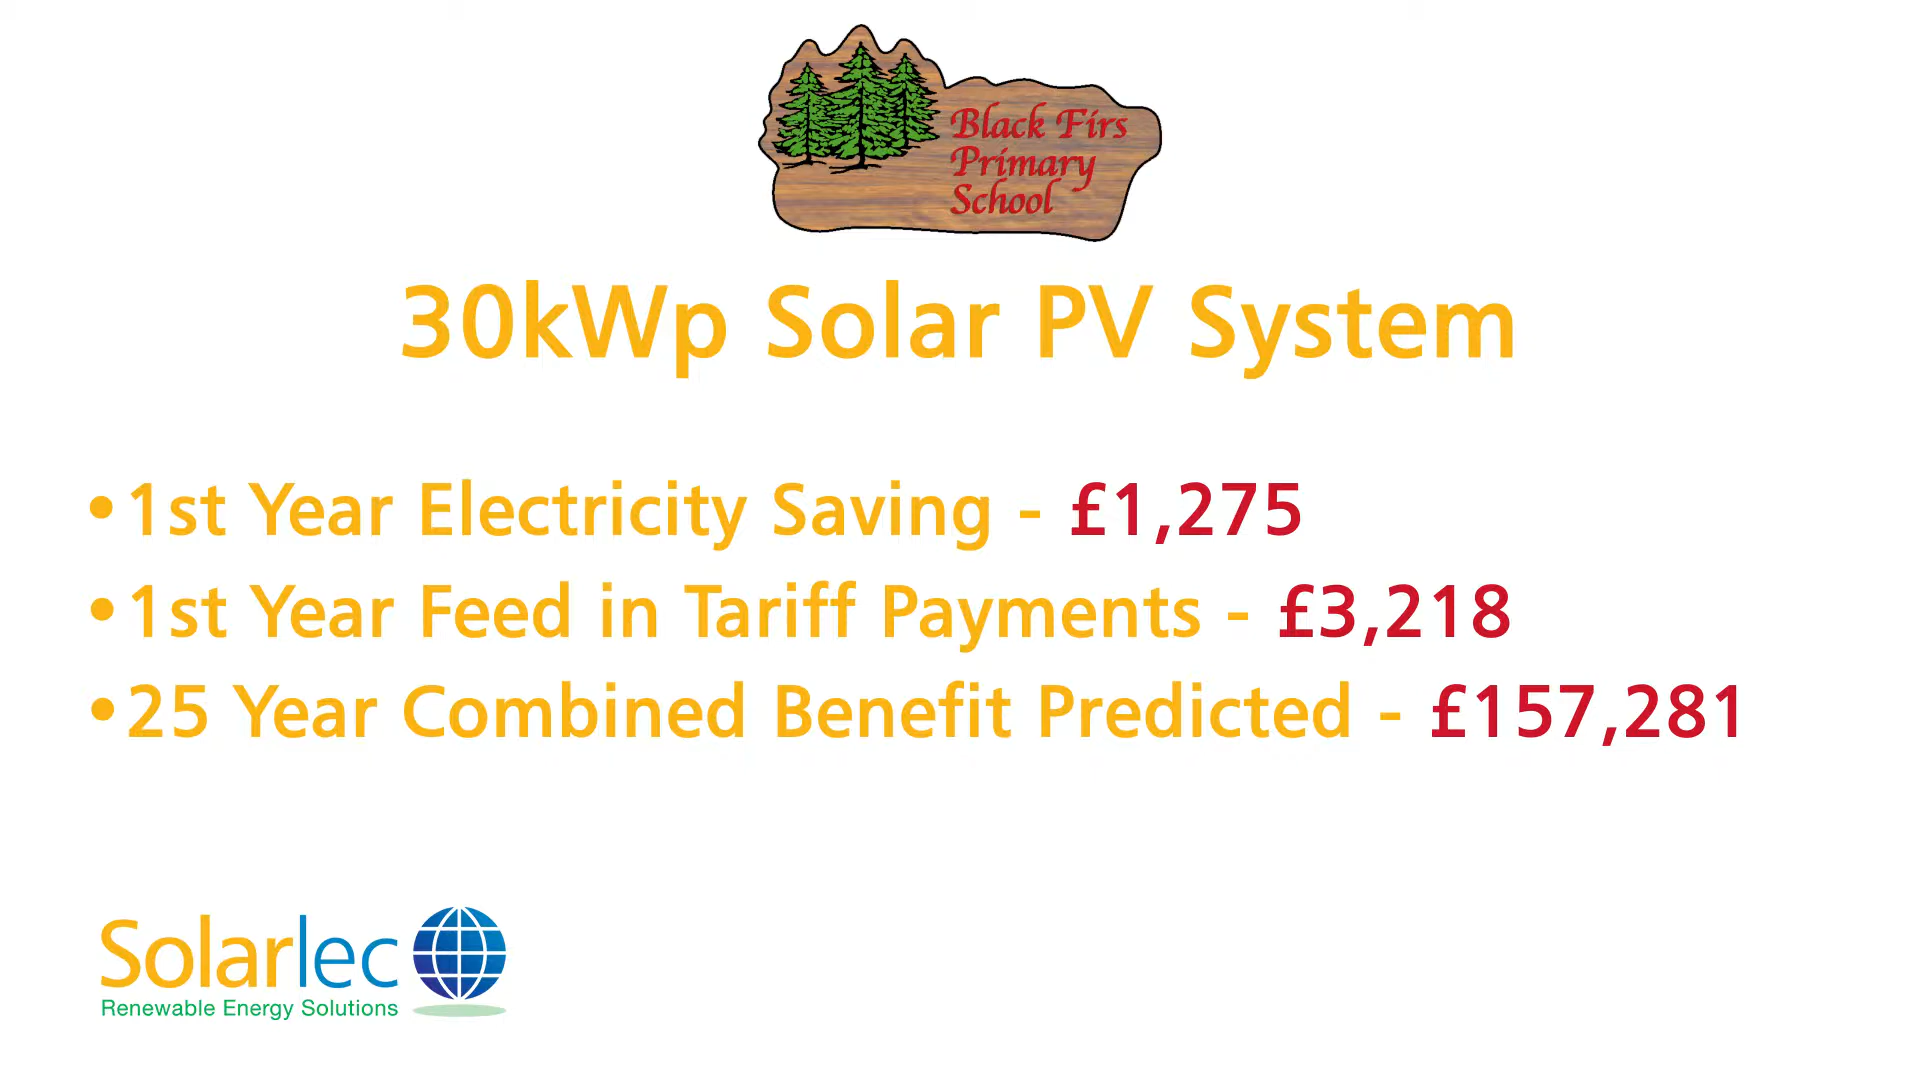 Black Firs
Primary
School
30kWp Solar PV System
•1st Year Electricity Saving - £1,275
•1st Year Feed in Tariff Payments - £3,218
•25 Year Combined Benefit Predicted - £157,281
Solarlec
Renewable Energy Solutions